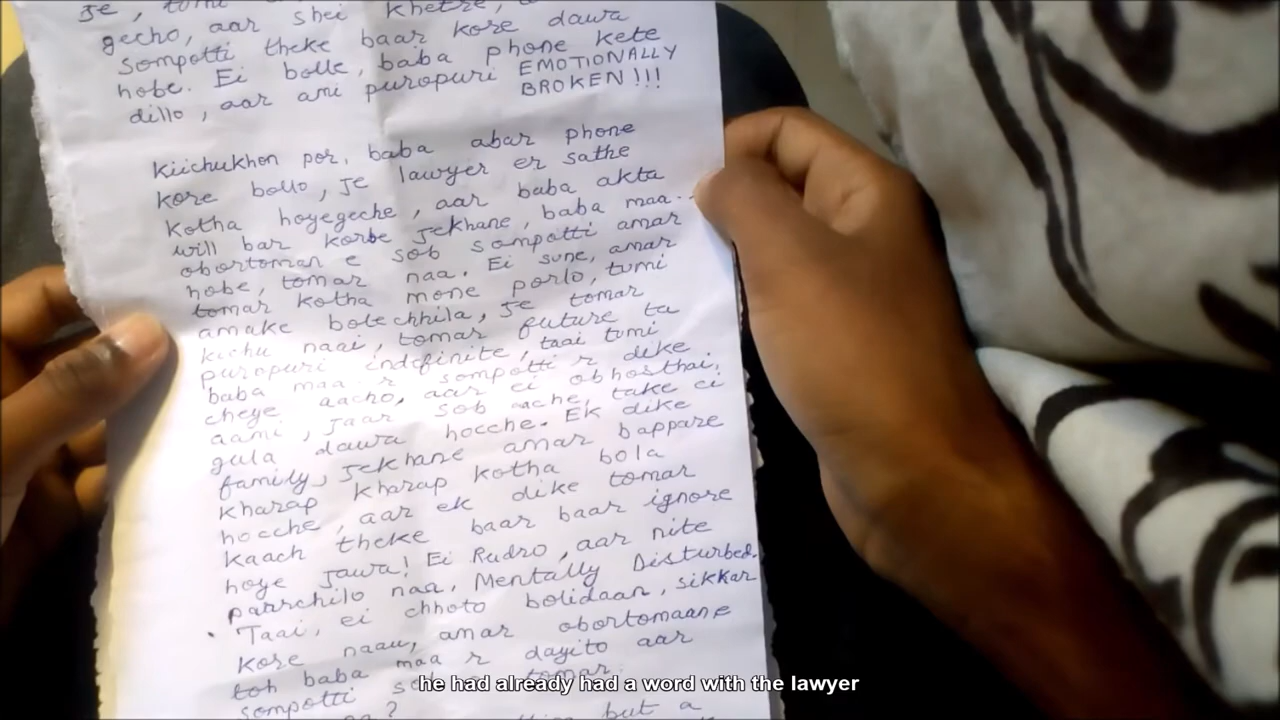 je, tumi
gecho, aar shei khetre,
sompotti theke baar kore dawa
hobe. Ei bolle, baba phone kete
dillo, aar ami puropuri EMOTIONALLY
BROKEN!!!
Kiichukhon por, baba abar phone
kore bollo, je lawyer er sathe
kotha hoyegeche, aar baba akta
will bar korbe jekhane, baba maa..
obortoman e sob sompotti amar
hobe, tomar naa. Ei sune, amar
tomar kotha mone porlo, tumi
amake bolechhila, je tomar
kichu naai, tomar future ta
puropuri indefinite, taai tumi
baba maa r sompotti r dike
cheye aacho, aar ei obhosthai,
aami, jaar sob ache, take ei
gula dawa hocche. Ek dike
family, jekhane amar bappare
kharap kharap kotha bola
hocche, aar ek dike tomar
kaach theke baar baar ignore
hoye jawa! Ei Rudro, aar nite
parrchilo naa, Mentally Disturbed.
Taai, ei chhoto bolidaan, sikkar
kore naau, amar obortomaane
toh baba maa r dayito aar
sompotti tomar.
but a
he had already had a word with the lawyer